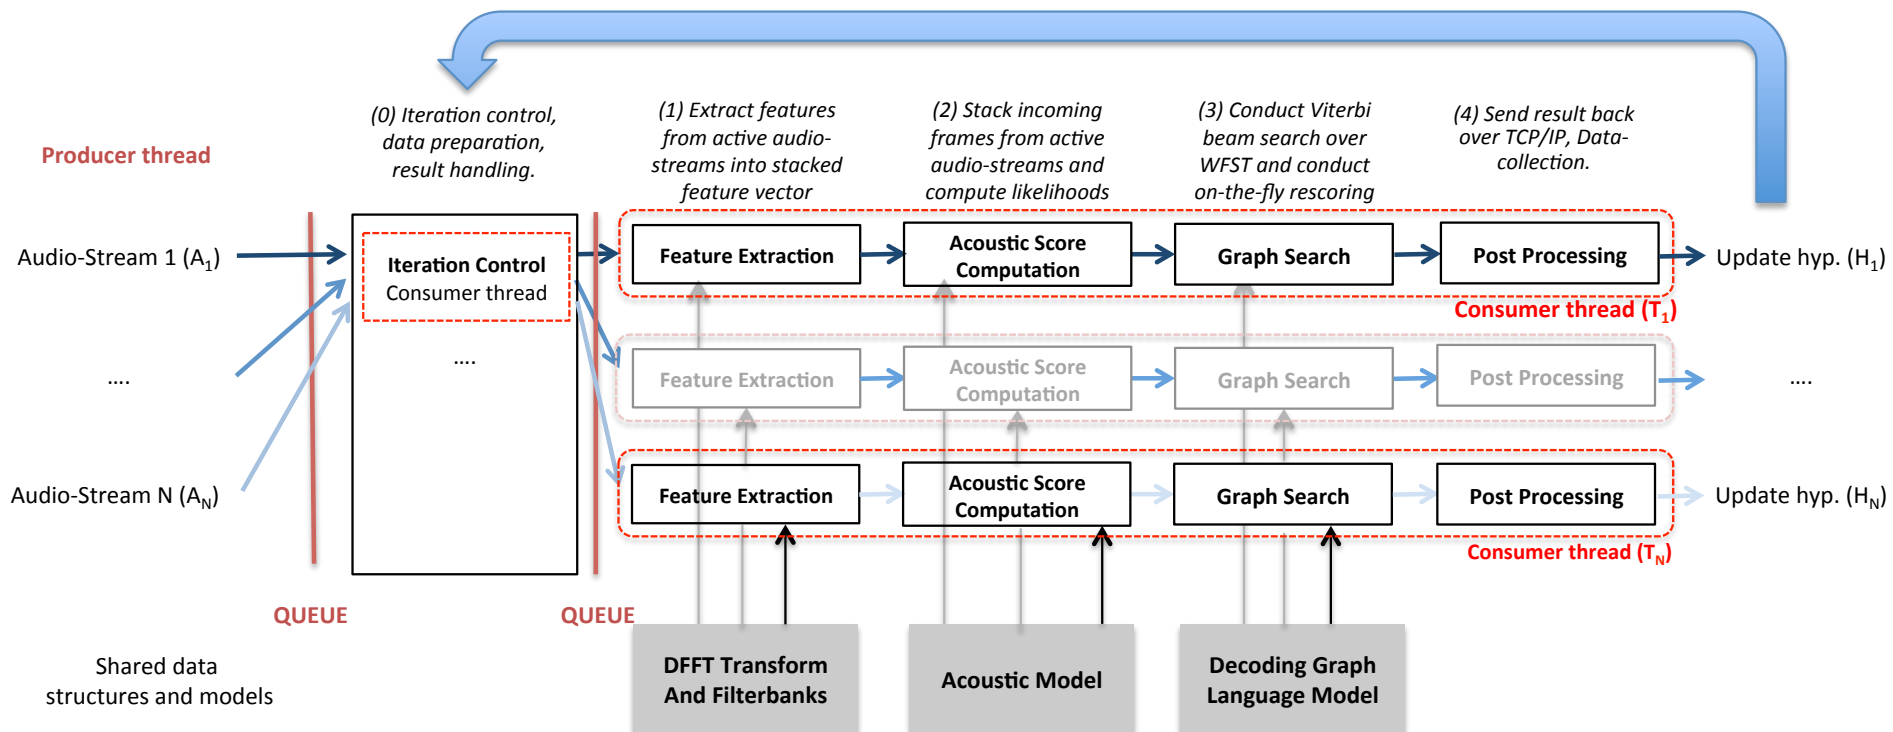 (0) Iteration control,
data preparation,
result handling.
(1) Extract features
from active audio-
streams into stacked
feature vector
(2) Stack incoming
frames from active
audio-streams and
compute likelihoods
(3) Conduct Viterbi
beam search over
WFST and conduct
on-the-fly rescoring
(4) Send result back
over TCP/IP, Data-
collection.
Producer thread
Audio-Stream 1 (A1)
Iteration Control
Consumer thread
....
Feature Extraction
Acoustic Score
Computation
Graph Search
Post Processing
Update hyp. (H1)
Consumer thread (T1)
....
Feature Extraction
Acoustic Score
Computation
Graph Search
Post Processing
....
Audio-Stream N (AN)
Feature Extraction
Acoustic Score
Computation
Graph Search
Post Processing
Update hyp. (HN)
Consumer thread (TN)
QUEUE
QUEUE
Shared data
structures and models
DFFT Transform
And Filterbanks
Acoustic Model
Decoding Graph
Language Model